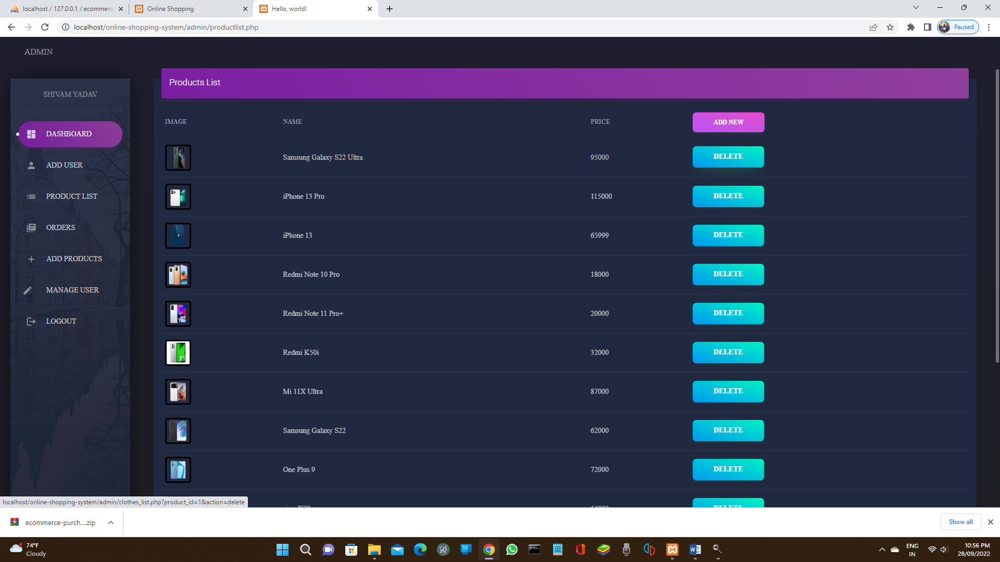 localhost / 127.0.0.1 / ecommerc
Online Shopping
Hello, world!
localhost/online-shopping-system/admin/productlist.php
Paused
ADMIN
SHIVAM YADAV
DASHBOARD
ADD USER
PRODUCT LIST
ORDERS
ADD PRODUCTS
MANAGE USER
LOGOUT
Products List
IMAGE NAME PRICE ADD NEW
Samsung Galaxy S22 Ultra 95000 DELETE
iPhone 13 Pro 115000 DELETE
iPhone 13 65999 DELETE
Redmi Note 10 Pro 18000 DELETE
Redmi Note 11 Pro+ 20000 DELETE
Redmi K50i 32000 DELETE
Mi 11X Ultra 87000 DELETE
Samsung Galaxy S22 62000 DELETE
One Plus 9 72000 DELETE
DELETE
localhost/online-shopping-system/admin/clothes_list.php?product_id=1&action=delete
ecommerce-purch....zip
Show all
74°F
Cloudy
ENG
IN
10:56 PM
28/09/2022